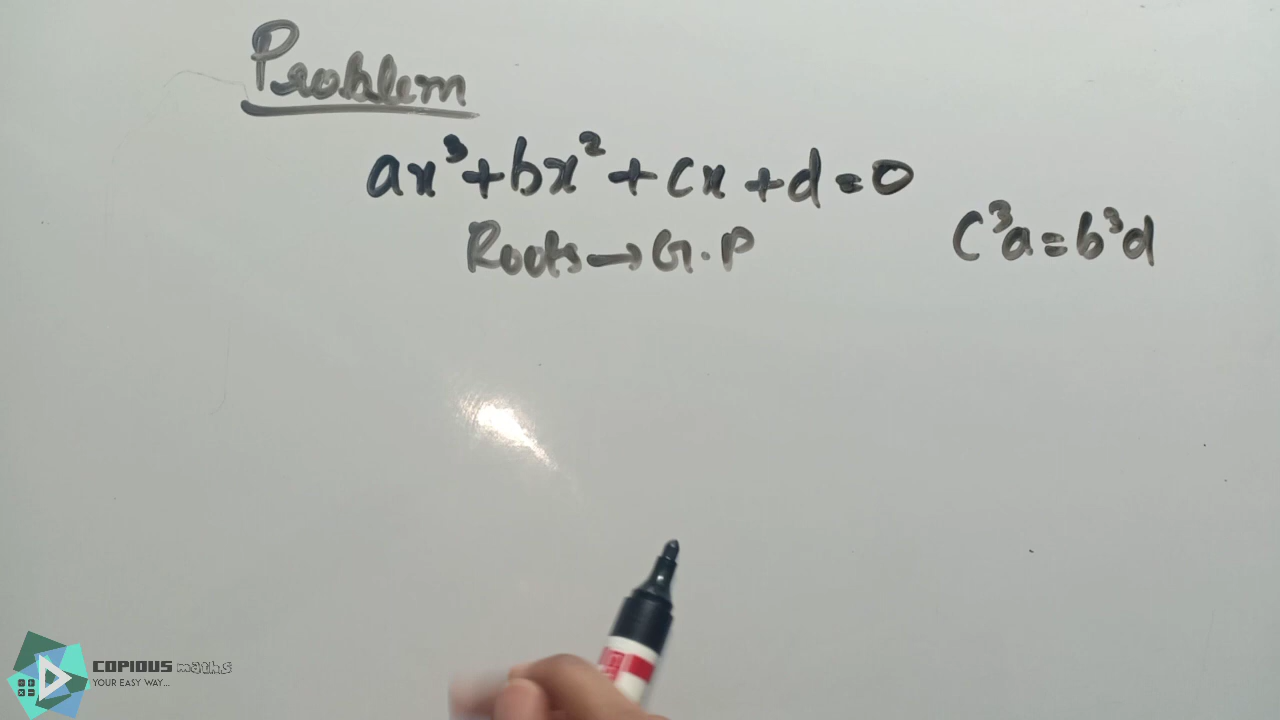 Problem
ax³+bx²+cx+d=0
Roots→G.P
C³a=b³d
COPIOUS maths
YOUR EASY WAY...